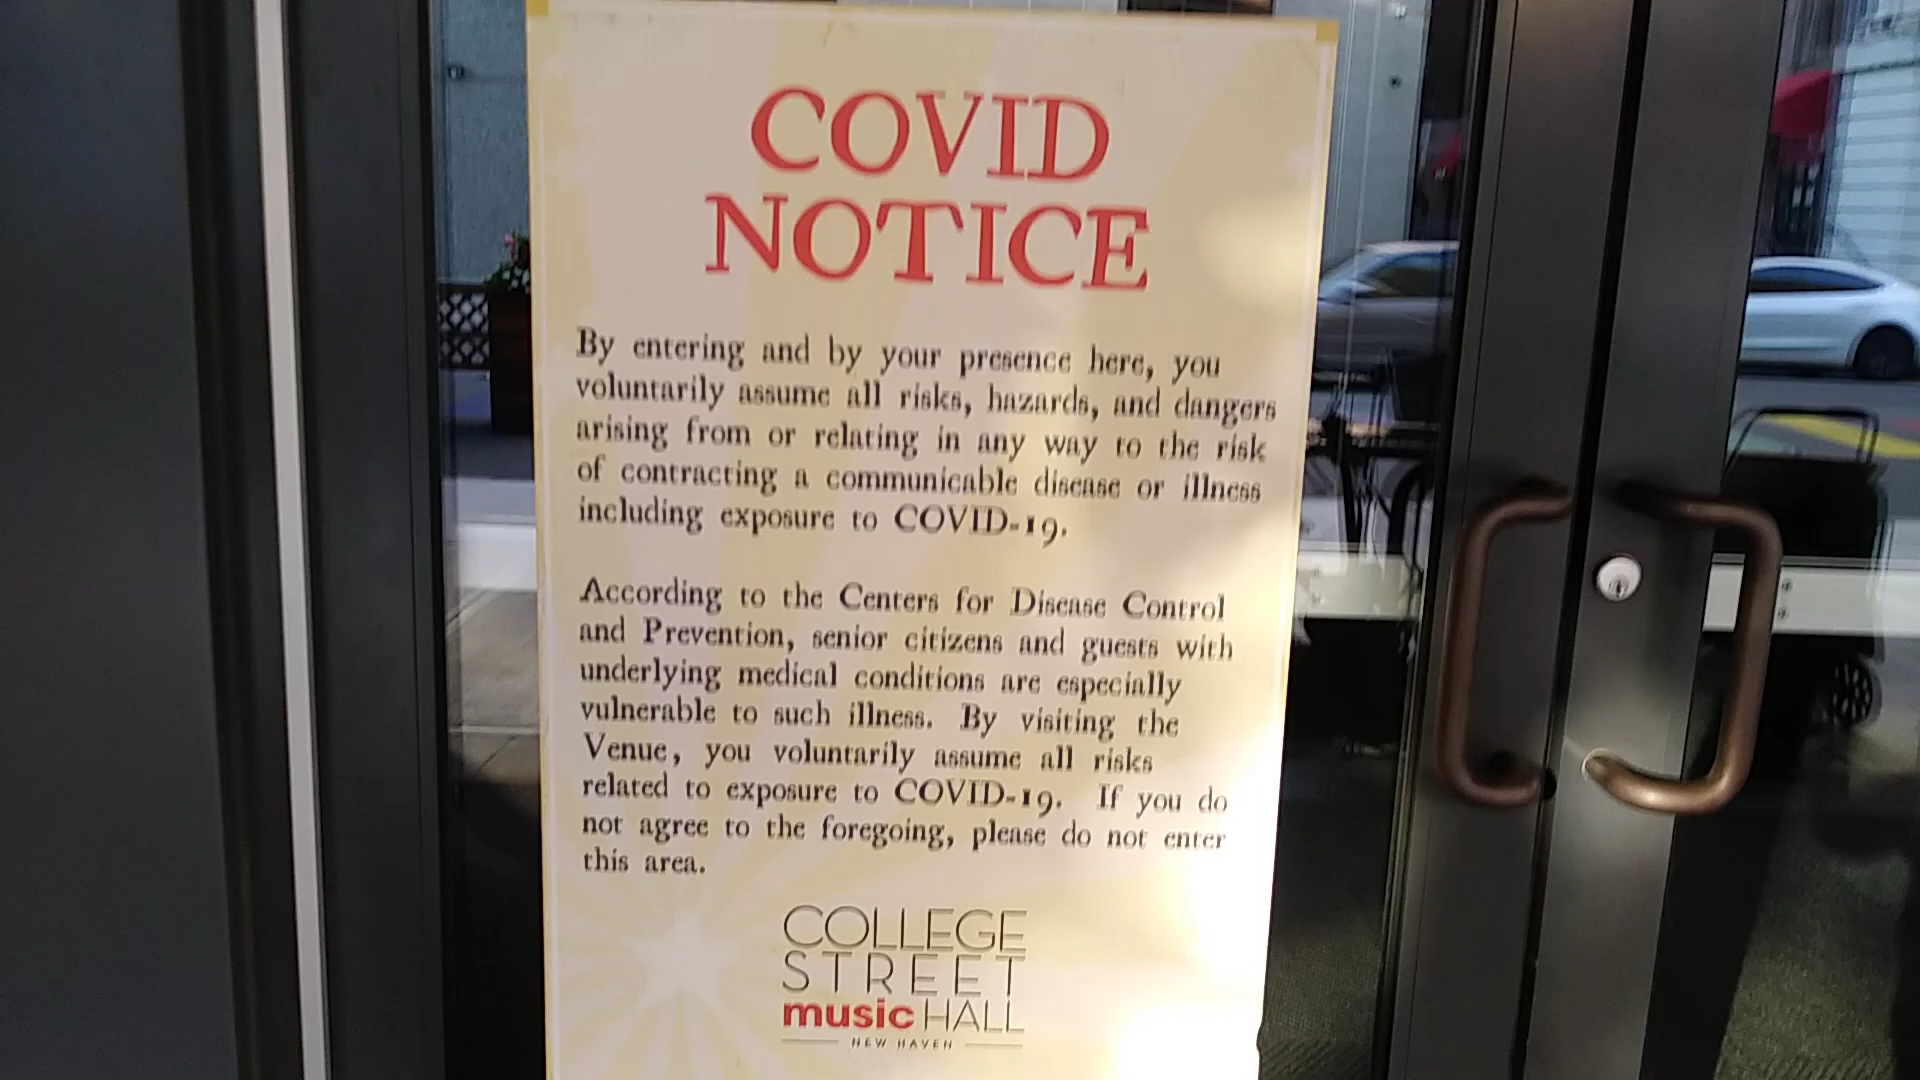 COVID
NOTICE
By entering and by your presence here, you
voluntarily assume all risks, hazards, and dangers
arising from or relating in any way to the risk
of contracting a communicable disease or illness
including exposure to COVID-19.
According to the Centers for Disease Control
and Prevention, senior citizens and guests with
underlying medical conditions are especially
vulnerable to such illness. By visiting the
Venue, you voluntarily assume all risks
related to exposure to COVID-19. If you do
not agree to the foregoing, please do not enter
this area.
COLLEGE
STREET
music HALL
NEW HAVEN